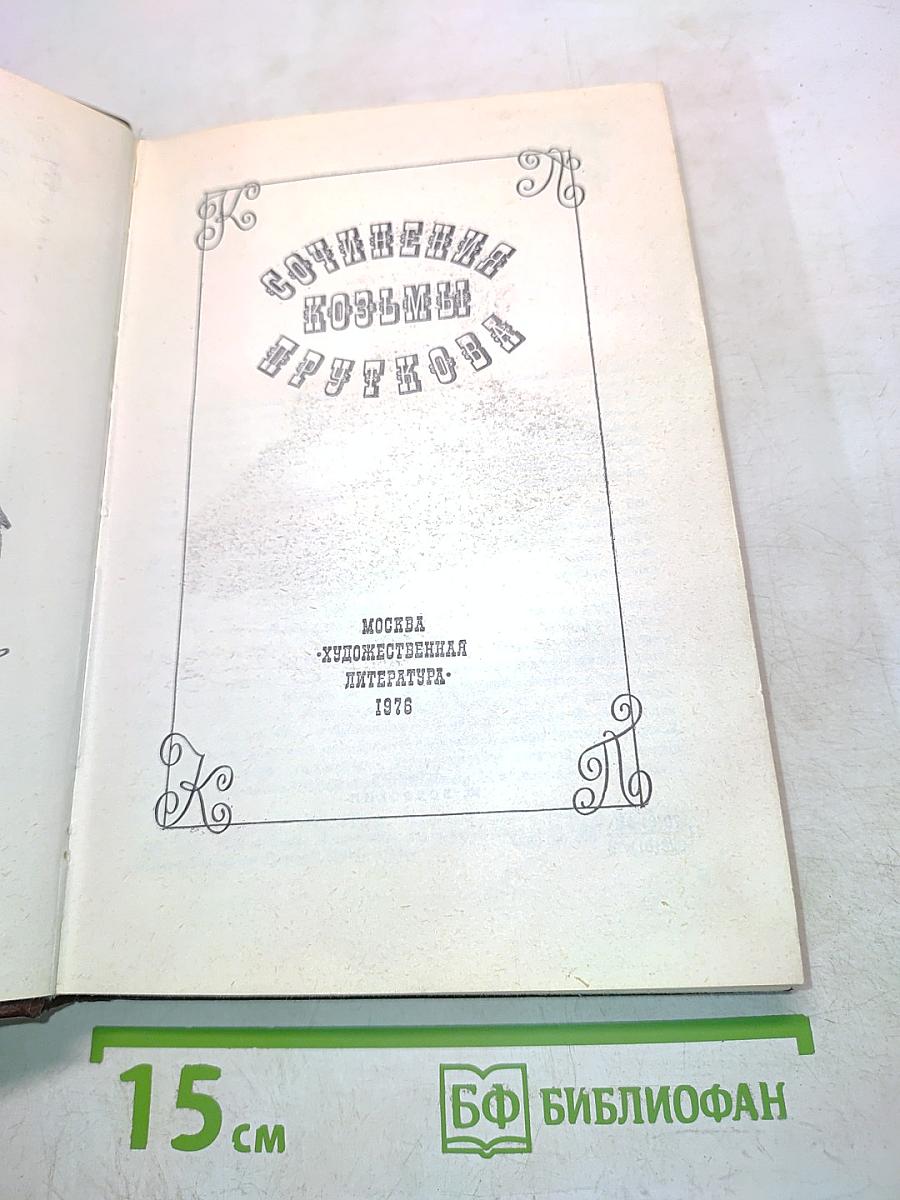 К П
СОЧИНЕНИЯ
КОЗЬМЫ
ПРУТКОВА
МОСКВА
«ХУДОЖЕСТВЕННАЯ
ЛИТЕРАТУРА»
1976
К П
15 см
БФ БИБЛИОФАН